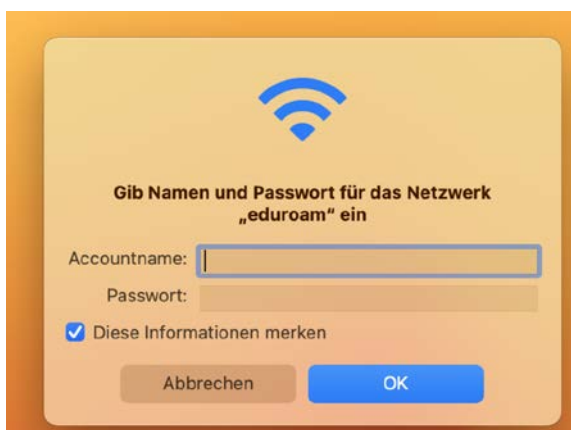 Gib Namen und Passwort für das Netzwerk
„eduroam“ ein
Accountname:
Passwort:
Diese Informationen merken
Abbrechen
OK